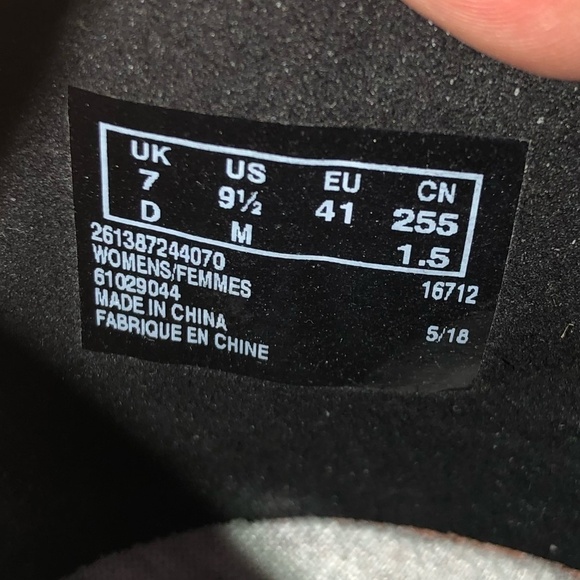 UK US EU CN
7 9½ 41 255
D M 1.5
261387244070
WOMENS/FEMMES 16712
61029044
MADE IN CHINA 5/18
FABRIQUE EN CHINE